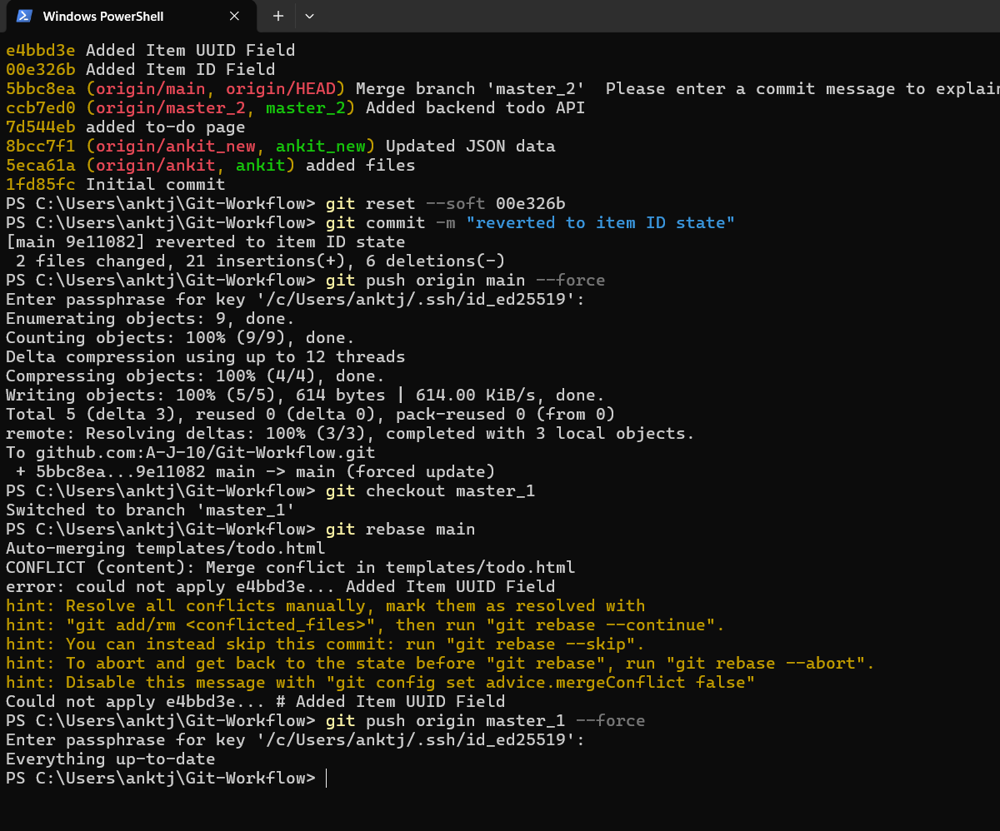 Windows PowerShell
e4bbd3e Added Item UUID Field
00e326b Added Item ID Field
5bbc8ea (origin/main, origin/HEAD) Merge branch 'master_2'  Please enter a commit message to explai
ccb7ed0 (origin/master_2, master_2) Added backend todo API
7d544eb added to-do page
8bcc7f1 (origin/ankit_new, ankit_new) Updated JSON data
5eca61a (origin/ankit, ankit) added files
1fd85fc Initial commit
PS C:\Users\anktj\Git-Workflow> git reset --soft 00e326b
PS C:\Users\anktj\Git-Workflow> git commit -m "reverted to item ID state"
[main 9e11082] reverted to item ID state
 2 files changed, 21 insertions(+), 6 deletions(-)
PS C:\Users\anktj\Git-Workflow> git push origin main --force
Enter passphrase for key '/c/Users/anktj/.ssh/id_ed25519':
Enumerating objects: 9, done.
Counting objects: 100% (9/9), done.
Delta compression using up to 12 threads
Compressing objects: 100% (4/4), done.
Writing objects: 100% (5/5), 614 bytes | 614.00 KiB/s, done.
Total 5 (delta 3), reused 0 (delta 0), pack-reused 0 (from 0)
remote: Resolving deltas: 100% (3/3), completed with 3 local objects.
To github.com:A-J-10/Git-Workflow.git
 + 5bbc8ea...9e11082 main -> main (forced update)
PS C:\Users\anktj\Git-Workflow> git checkout master_1
Switched to branch 'master_1'
PS C:\Users\anktj\Git-Workflow> git rebase main
Auto-merging templates/todo.html
CONFLICT (content): Merge conflict in templates/todo.html
error: could not apply e4bbd3e... Added Item UUID Field
hint: Resolve all conflicts manually, mark them as resolved with
hint: "git add/rm <conflicted_files>", then run "git rebase --continue".
hint: You can instead skip this commit: run "git rebase --skip".
hint: To abort and get back to the state before "git rebase", run "git rebase --abort".
hint: Disable this message with "git config set advice.mergeConflict false"
Could not apply e4bbd3e... # Added Item UUID Field
PS C:\Users\anktj\Git-Workflow> git push origin master_1 --force
Enter passphrase for key '/c/Users/anktj/.ssh/id_ed25519':
Everything up-to-date
PS C:\Users\anktj\Git-Workflow>